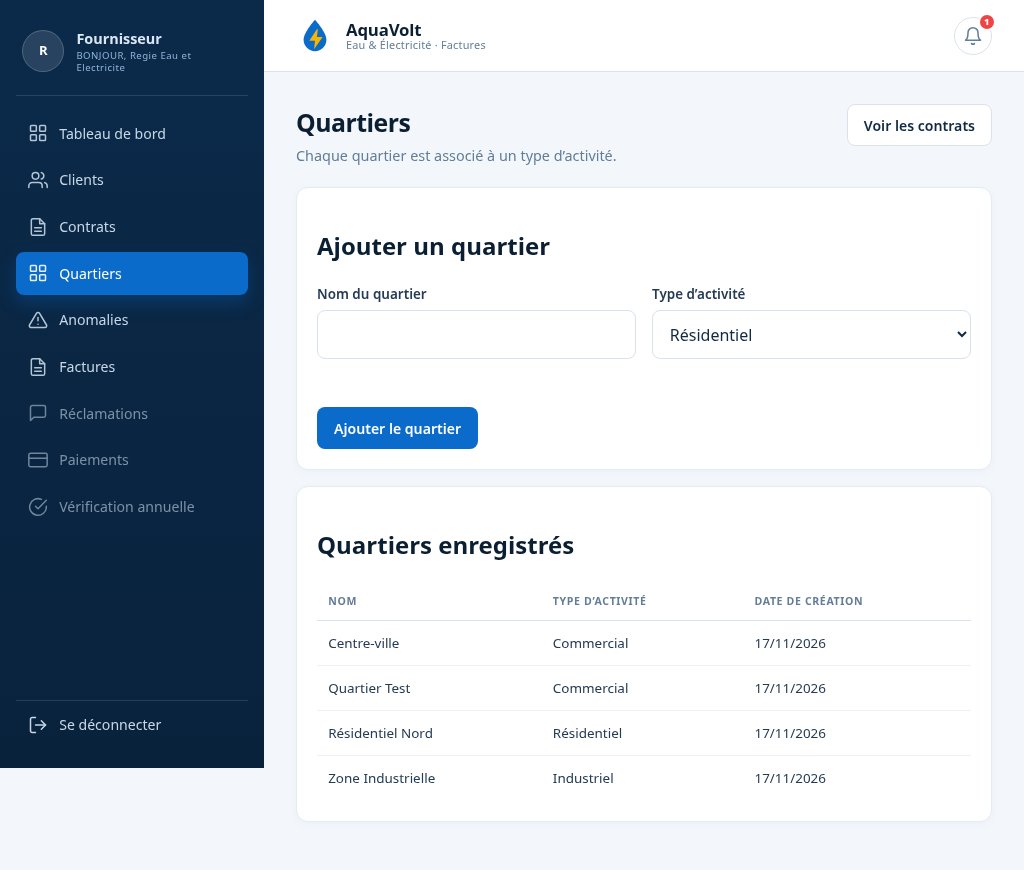 R
Fournisseur
BONJOUR, Regie Eau et
Electricite
Tableau de bord
Clients
Contrats
Quartiers
Anomalies
Factures
Réclamations
Paiements
Vérification annuelle
Se déconnecter
AquaVolt
Eau & Électricité · Factures
1
Quartiers
Chaque quartier est associé à un type d’activité.
Voir les contrats
Ajouter un quartier
Nom du quartier
Type d’activité
Résidentiel
Ajouter le quartier
Quartiers enregistrés
NOM TYPE D’ACTIVITÉ DATE DE CRÉATION
Centre-ville Commercial 17/11/2026
Quartier Test Commercial 17/11/2026
Résidentiel Nord Résidentiel 17/11/2026
Zone Industrielle Industriel 17/11/2026